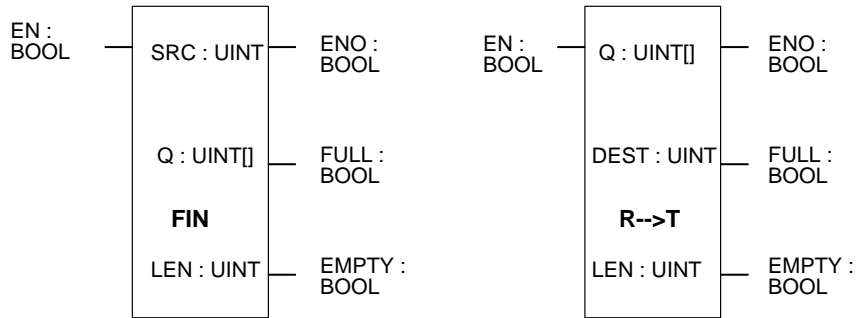 EN :
BOOL
SRC : UINT
ENO :
BOOL
Q : UINT[]
FULL :
BOOL
FIN
LEN : UINT
EMPTY :
BOOL
EN :
BOOL
Q : UINT[]
ENO :
BOOL
DEST : UINT
FULL :
BOOL
R-->T
LEN : UINT
EMPTY :
BOOL